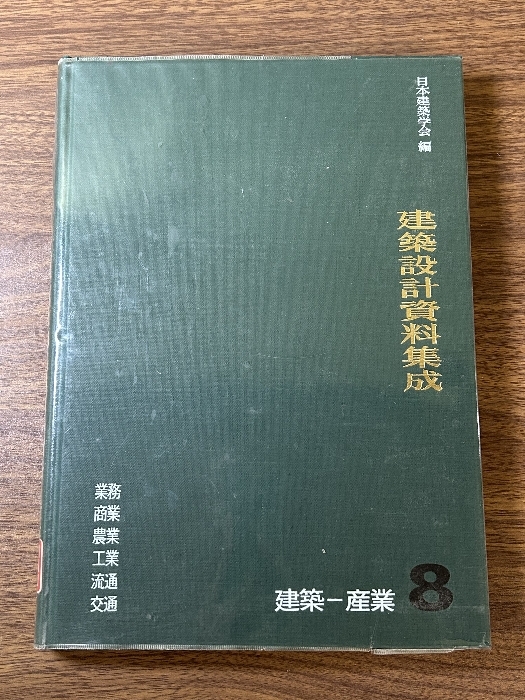 日本建築学会 編
建築設計資料集成
業務
商業
農業
工業
流通
交通
建築－産業 8